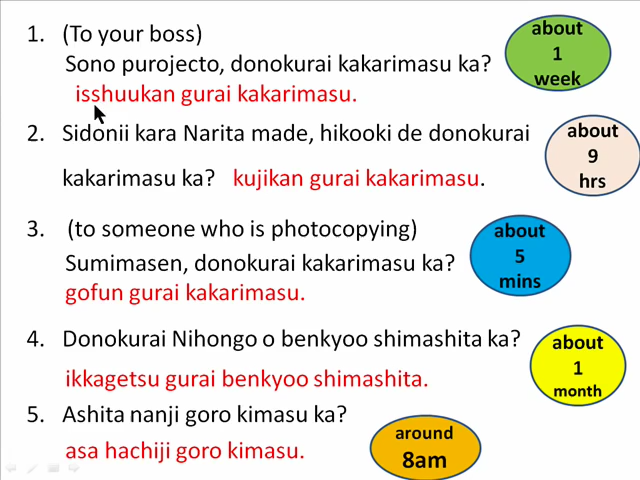 1. (To your boss)
Sono purojecto, donokurai kakarimasu ka?
isshuukan gurai kakarimasu.
about
1
week
2. Sidonii kara Narita made, hikooki de donokurai
kakarimasu ka? kujikan gurai kakarimasu.
about
9
hrs
3. (to someone who is photocopying)
Sumimasen, donokurai kakarimasu ka?
gofun gurai kakarimasu.
about
5
mins
4. Donokurai Nihongo o benkyoo shimashita ka?
ikkagetsu gurai benkyoo shimashita.
about
1
month
5. Ashita nanji goro kimasu ka?
asa hachiji goro kimasu.
around
8am